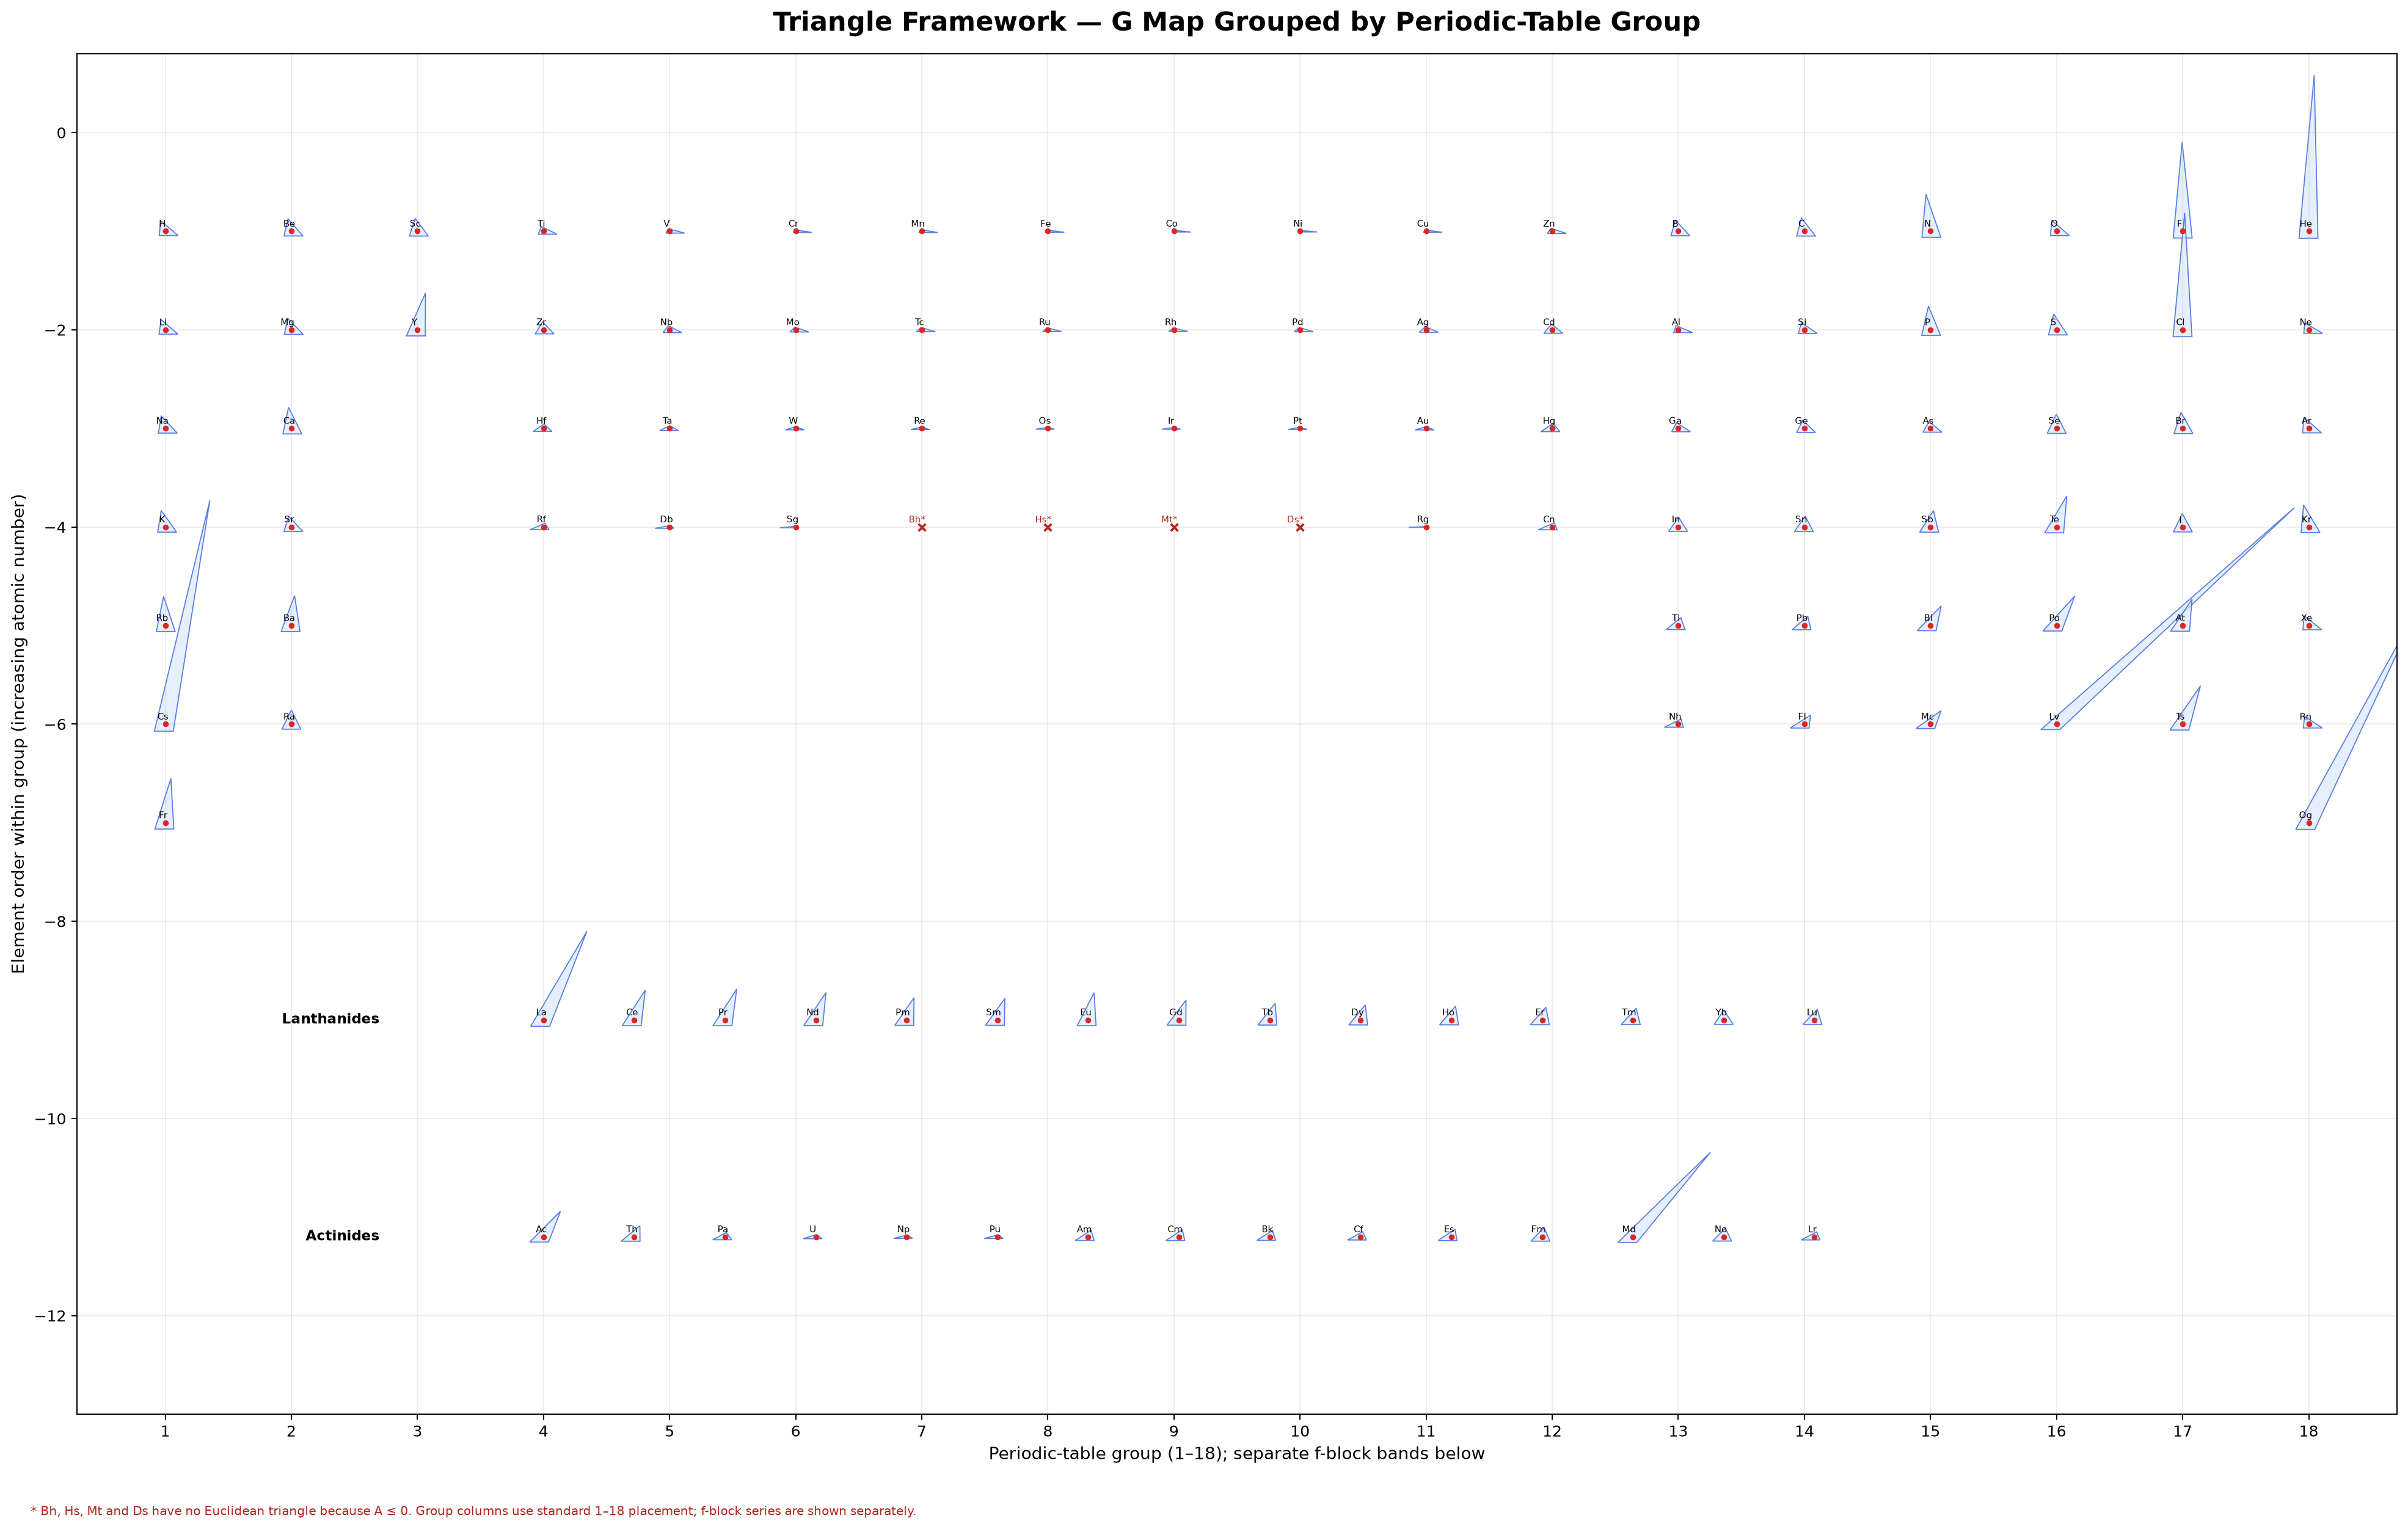 Triangle Framework — G Map Grouped by Periodic-Table Group
Element order within group (increasing atomic number)
0
H Be Sc Ti V Cr Mn Fe Co Ni Cu Zn B C N O F He
−2
Li Mg Y Zr Nb Mo Tc Ru Rh Pd Ag Cd Al Si P S Cl Ne
Na Ca Hf Ta W Re Os Ir Pt Au Hg Ga Ge As Se Br Ar
−4
K Sr Rf Db Sg Bh* Hs* Mt* Ds* Rg Cn In Sn Sb Te I Kr
Rb Ba Tl Pb Bi Po At Xe
−6
Cs Ra Nh Fl Mc Lv Ts Rn
Fr Og
−8
Lanthanides La Ce Pr Nd Pm Sm Eu Gd Tb Dy Ho Er Tm Yb Lu
−10
Actinides Ac Th Pa U Np Pu Am Cm Bk Cf Es Fm Md No Lr
−12
1 2 3 4 5 6 7 8 9 10 11 12 13 14 15 16 17 18
Periodic-table group (1–18); separate f-block bands below
* Bh, Hs, Mt and Ds have no Euclidean triangle because A ≤ 0. Group columns use standard 1–18 placement; f-block series are shown separately.